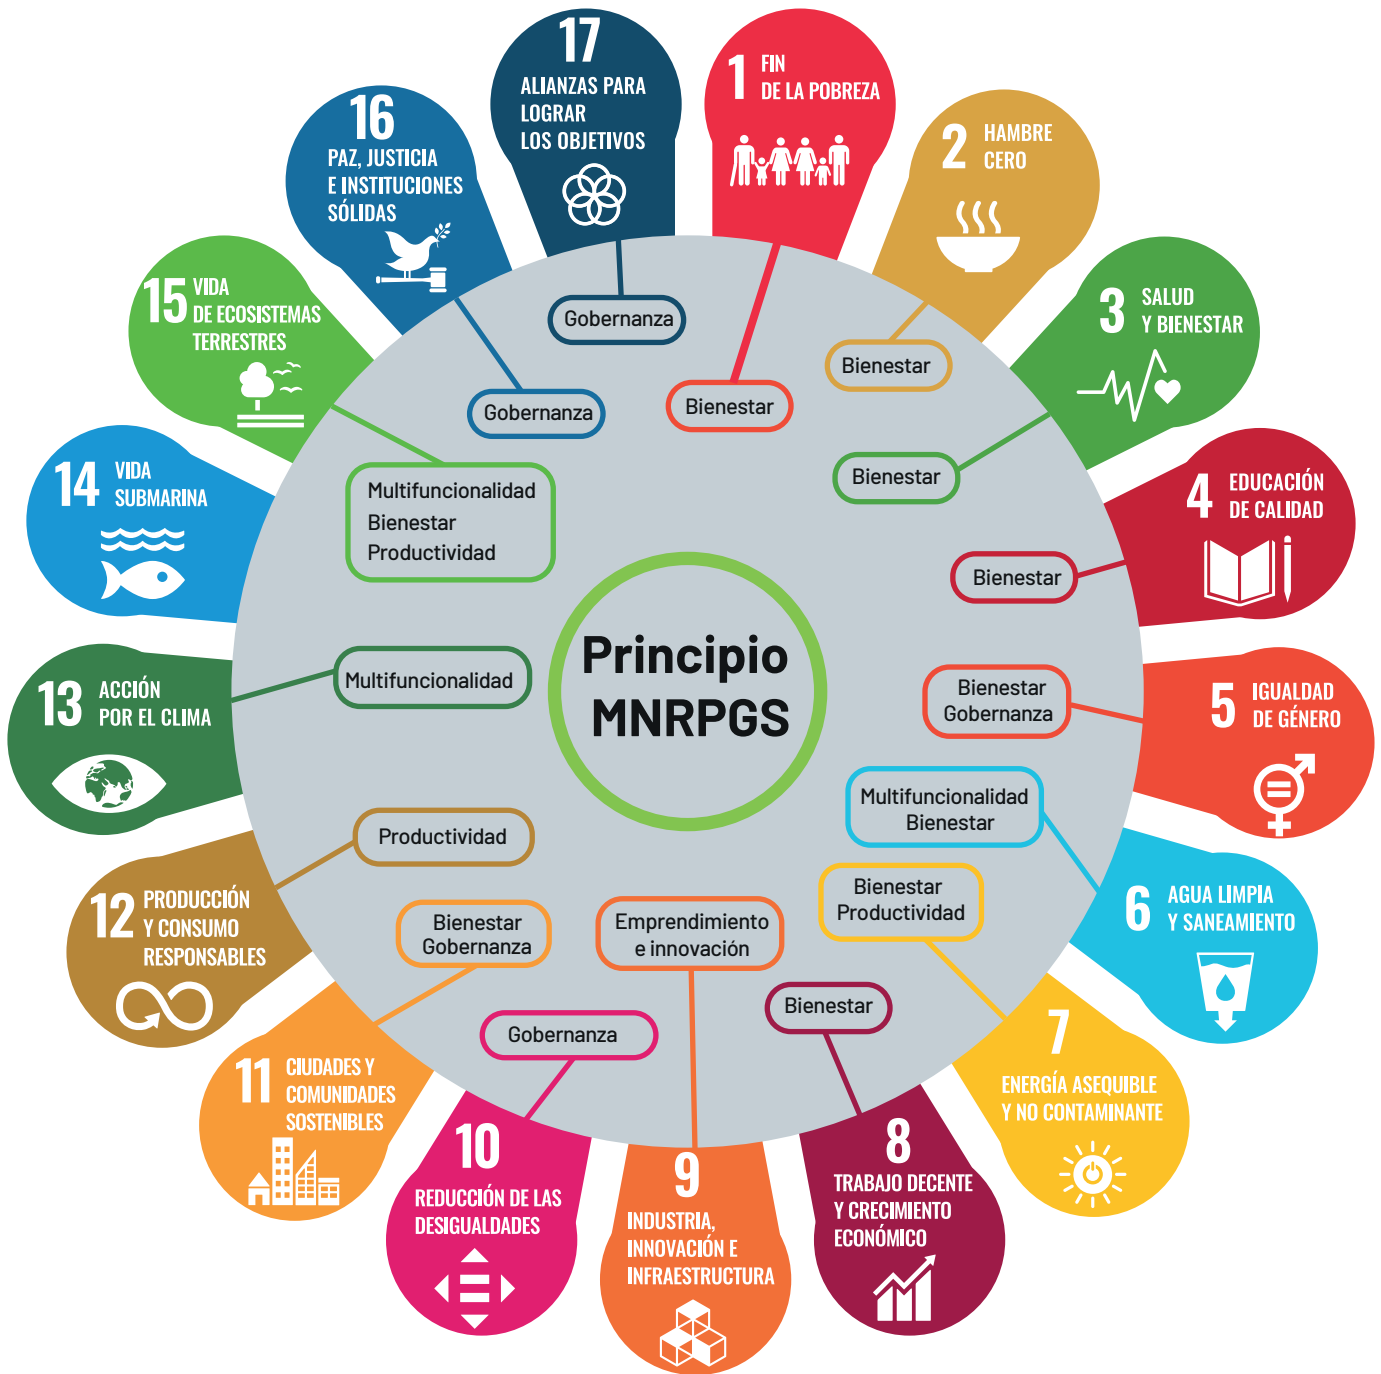 1
FIN
DE LA POBREZA
2
HAMBRE
CERO
3
SALUD
Y BIENESTAR
4
EDUCACIÓN
DE CALIDAD
5
IGUALDAD
DE GÉNERO
6
AGUA LIMPIA
Y SANEAMIENTO
7
ENERGÍA ASEQUIBLE
Y NO CONTAMINANTE
8
TRABAJO DECENTE
Y CRECIMIENTO
ECONÓMICO
9
INDUSTRIA,
INNOVACIÓN E
INFRAESTRUCTURA
10
REDUCCIÓN DE LAS
DESIGUALDADES
11
CIUDADES Y
COMUNIDADES
SOSTENIBLES
12
PRODUCCIÓN
Y CONSUMO
RESPONSABLES
13
ACCIÓN
POR EL CLIMA
14
VIDA
SUBMARINA
15
VIDA
DE ECOSISTEMAS
TERRESTRES
16
PAZ, JUSTICIA
E INSTITUCIONES
SÓLIDAS
17
ALIANZAS PARA
LOGRAR
LOS OBJETIVOS
Bienestar
Bienestar
Bienestar
Bienestar
Bienestar
Gobernanza
Multifuncionalidad
Bienestar
Bienestar
Productividad
Bienestar
Emprendimiento
e innovación
Gobernanza
Bienestar
Gobernanza
Productividad
Multifuncionalidad
Multifuncionalidad
Bienestar
Productividad
Gobernanza
Gobernanza
Principio
MNRPGS